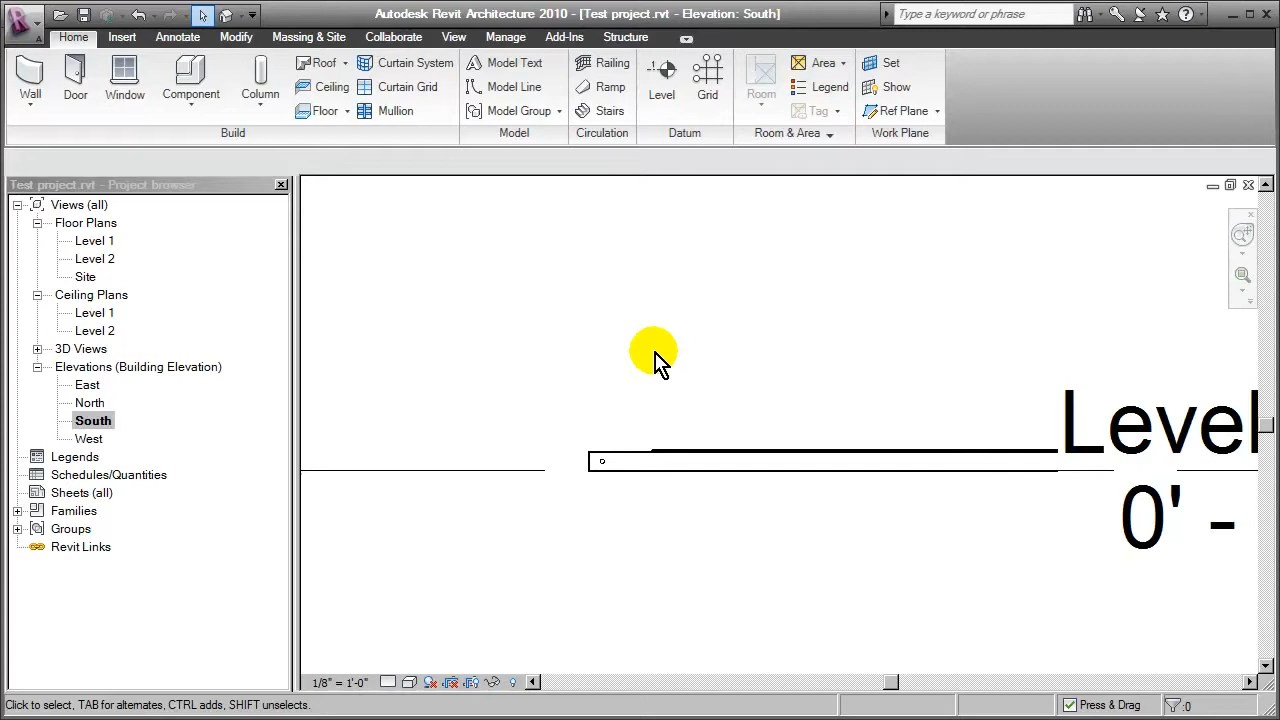 Autodesk Revit Architecture 2010 - [Test project.rvt - Elevation: South]
Type a keyword or phrase
Home Insert Annotate Modify Massing & Site Collaborate View Manage Add-Ins Structure
Wall
Door
Window
Component
Column
Roof
Ceiling
Floor
Curtain System
Curtain Grid
Mullion
Build
Model Text
Model Line
Model Group
Model
Railing
Ramp
Stairs
Circulation
Level
Grid
Datum
Room
Area
Legend
Tag
Room & Area
Set
Show
Ref Plane
Work Plane
Test project.rvt - Project browser
Views (all)
Floor Plans
Level 1
Level 2
Site
Ceiling Plans
Level 1
Level 2
3D Views
Elevations (Building Elevation)
East
North
South
West
Legends
Schedules/Quantities
Sheets (all)
Families
Groups
Revit Links
Level
0' -
1/8" = 1'-0"
Click to select, TAB for alternates, CTRL adds, SHIFT unselects.
Press & Drag
:0